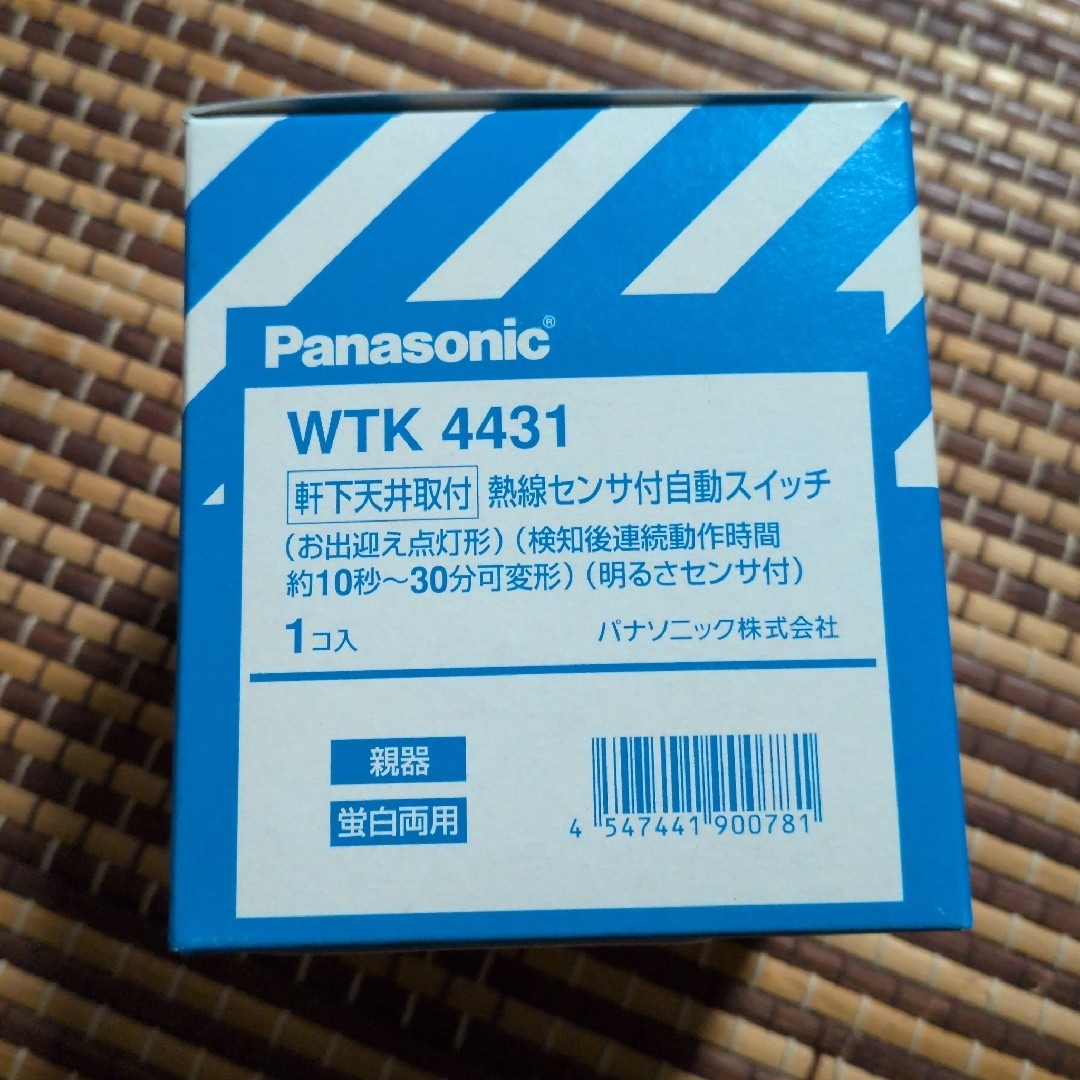 Panasonic®
WTK 4431
軒下天井取付 熱線センサ付自動スイッチ
(お出迎え点灯形)(検知後連続動作時間
約10秒〜30分可変形)(明るさセンサ付)
1コ入 パナソニック株式会社
親器
蛍白両用
4 547441 900781